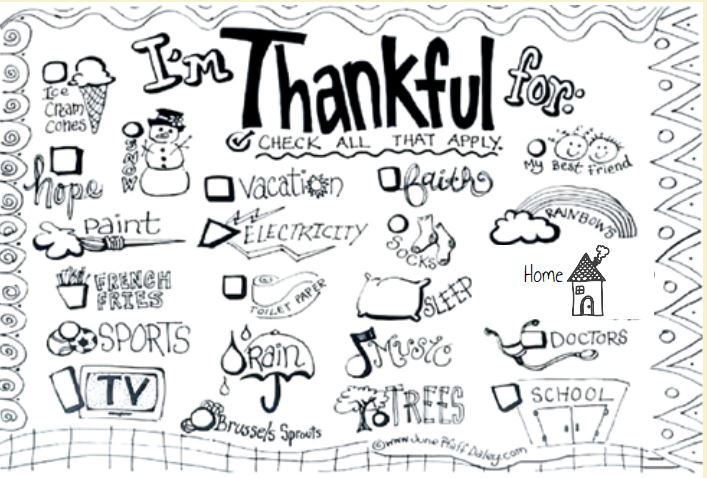 I'm Thankful for:
CHECK ALL THAT APPLY.
Ice
Cream
Cones
SNOW
My Best Friend
hope
vacation
faith
paint
ELECTRICITY
SOCKS
RAINBOWS
FRENCH
FRIES
TOILET PAPER
SLEEP
Home
SPORTS
Rain
Music
DOCTORS
TV
Brussels Sprouts
TREES
SCHOOL
©www.JunePfaffDaley.com